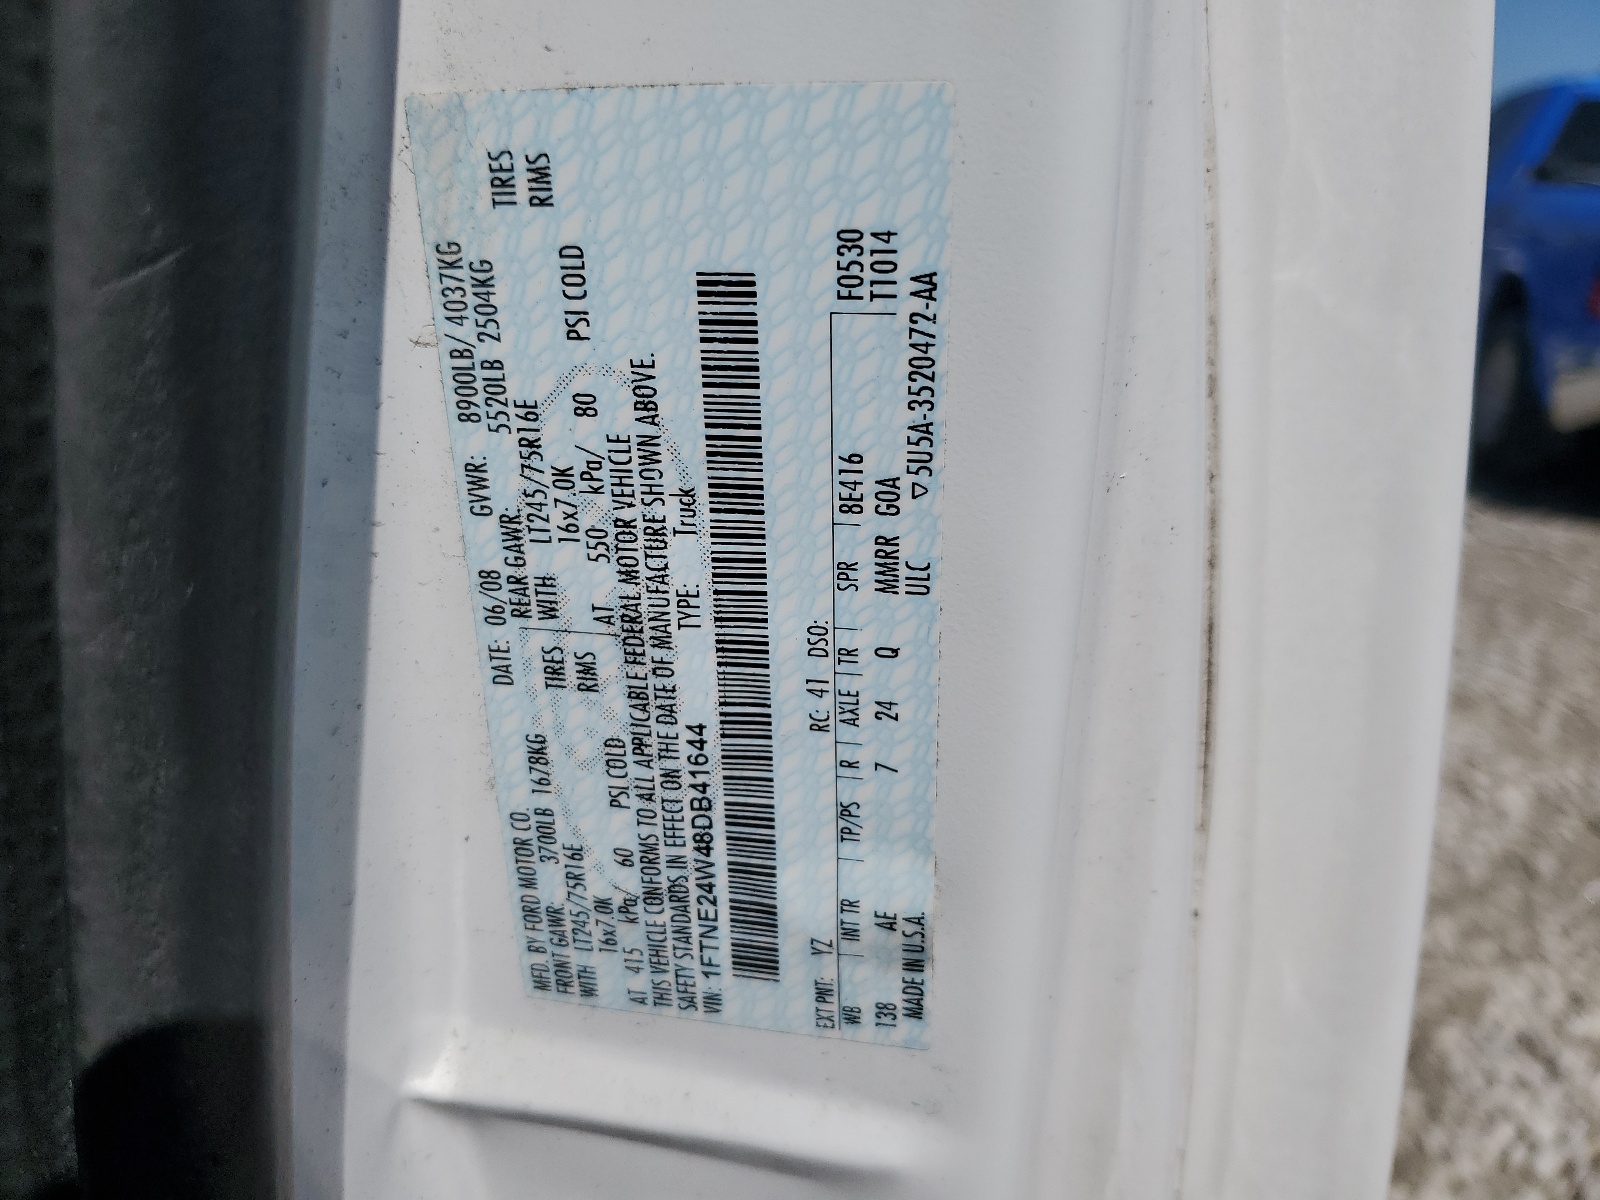 MFD. BY FORD MOTOR CO. DATE: 06/08 GVWR: 8900LB/ 4037KG
FRONT GAWR: 3700LB 1678KG REAR GAWR: 5520LB 2504KG
WITH LT245/75R16E TIRES WITH LT245/75R16E TIRES
16x7.0K RIMS 16x7.0K RIMS
AT 415 kPa/ 60 PSI COLD AT 550 kPa/ 80 PSI COLD
THIS VEHICLE CONFORMS TO ALL APPLICABLE FEDERAL MOTOR VEHICLE
SAFETY STANDARDS IN EFFECT ON THE DATE OF MANUFACTURE SHOWN ABOVE.
VIN: 1FTNE24W48DB41644 TYPE: Truck
EXT PNT: YZ RC: 41 DSO: F0530
WB INT TR TP/PS R AXLE TR SPR 8E416 T1014
138 AE 7 24 Q MMRR GOA
MADE IN U.S.A. ULC ▽5U5A-3520472-AA